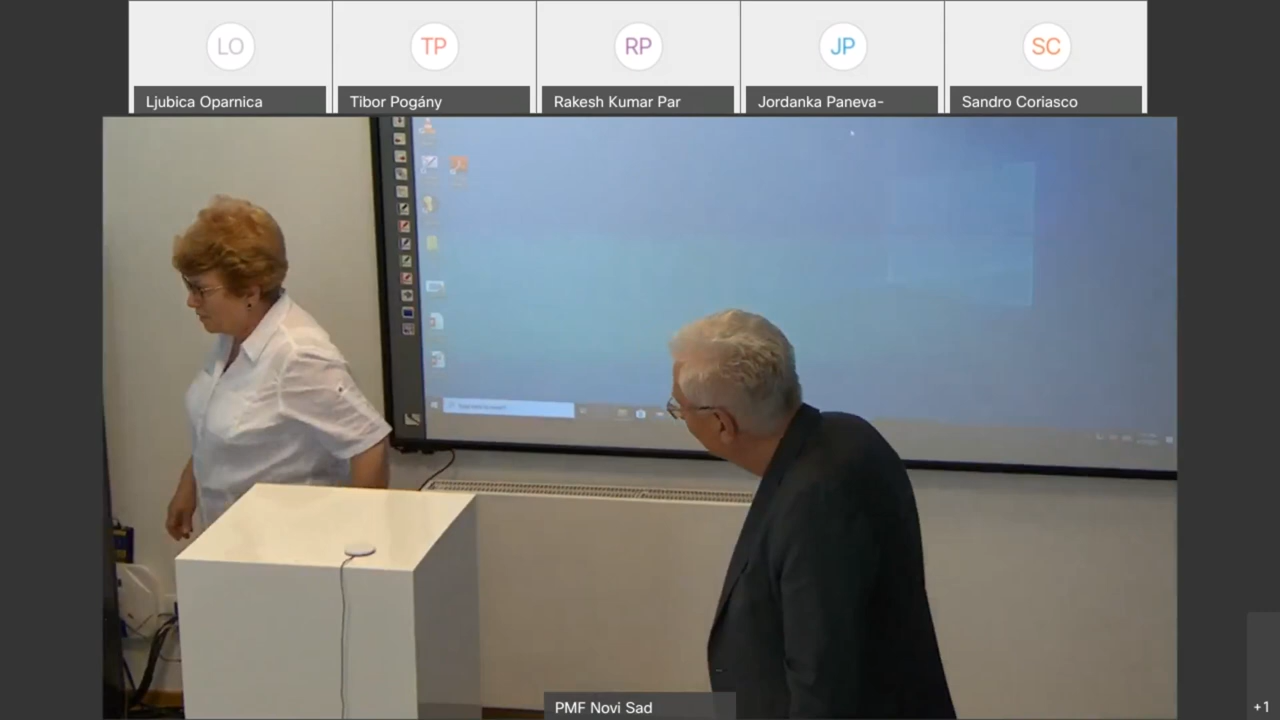 LO
TP
RP
JP
SC
Ljubica Oparnica
Tibor Pogány
Rakesh Kumar Par
Jordanka Paneva-
Sandro Coriasco
PMF Novi Sad
+1